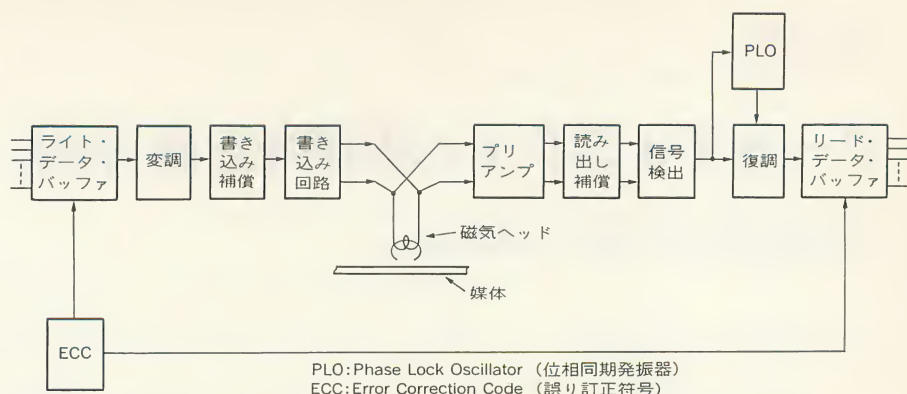 PLO
ライト・
データ・
バッファ
変調
書き
込み
補償
書き
込み
回路
プリ
アンプ
読み
出し
補償
信号
検出
復調
リード・
データ・
バッファ
磁気ヘッド
媒体
ECC
PLO:Phase Lock Oscillator (位相同期発振器)
ECC:Error Correction Code (誤り訂正符号)